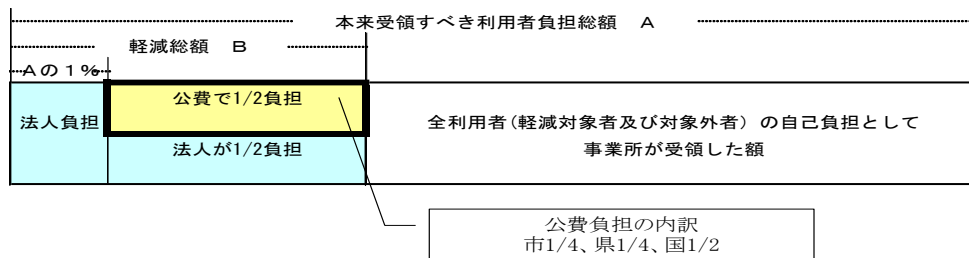 本来受領すべき利用者負担総額　A
軽減総額　B
Aの1％
公費で1/2負担
法人負担
全利用者(軽減対象者及び対象外者) の自己負担として
事業所が受領した額
法人が1/2負担
公費負担の内訳
市1/4、県1/4、国1/2